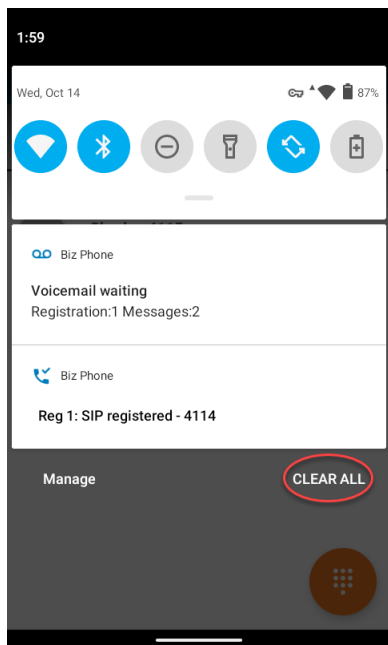 1:59
Wed, Oct 14
87%
Biz Phone
Voicemail waiting
Registration:1 Messages:2
Biz Phone
Reg 1: SIP registered - 4114
Manage
CLEAR ALL